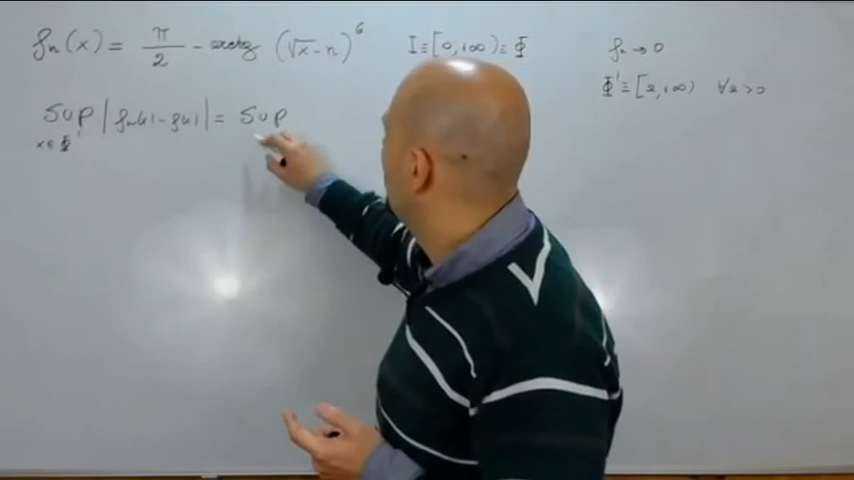 fn(x) = π/2 - arctg (√x - n)^6   I ≡ [0,+∞) ≡ Φ   fn → 0
Φ' ≡ [a,+∞)   ∀a>0
Sup |fn(x) - f(x)| = Sup
x∈Φ'